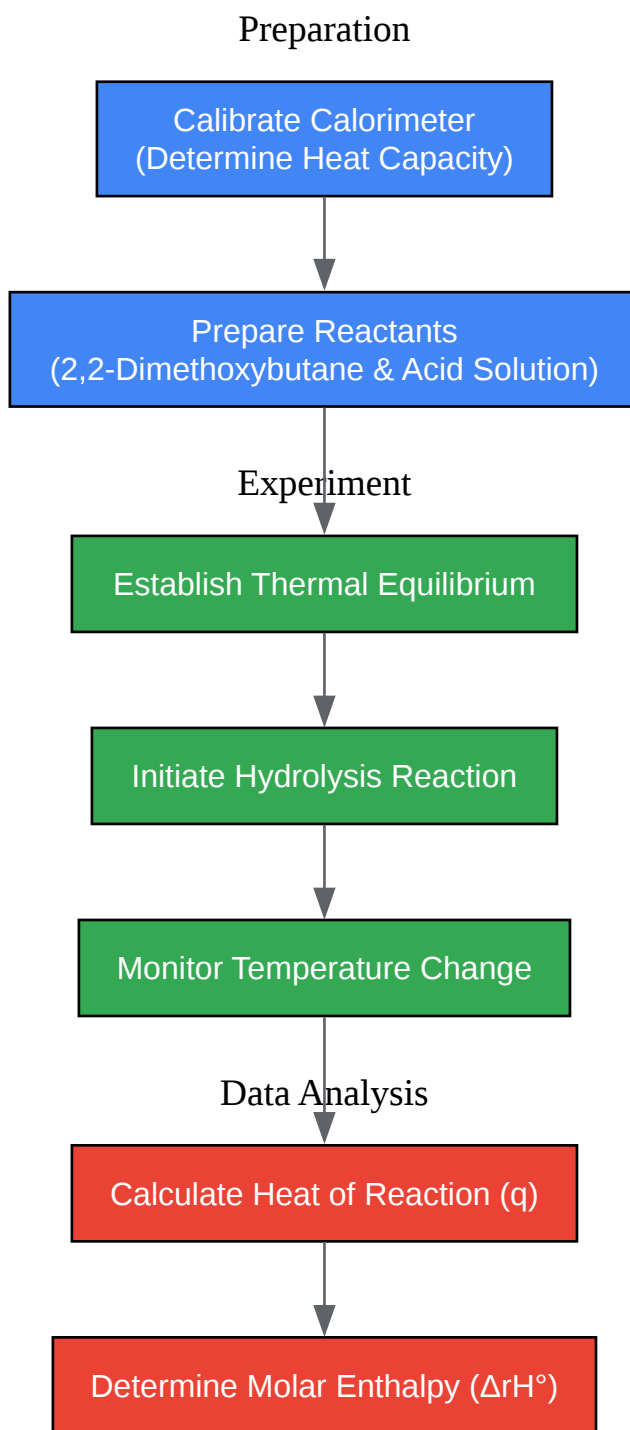 Preparation
Calibrate Calorimeter
(Determine Heat Capacity)
Prepare Reactants
(2,2-Dimethoxybutane & Acid Solution)
Experiment
Establish Thermal Equilibrium
Initiate Hydrolysis Reaction
Monitor Temperature Change
Data Analysis
Calculate Heat of Reaction (q)
Determine Molar Enthalpy (ΔrH°)